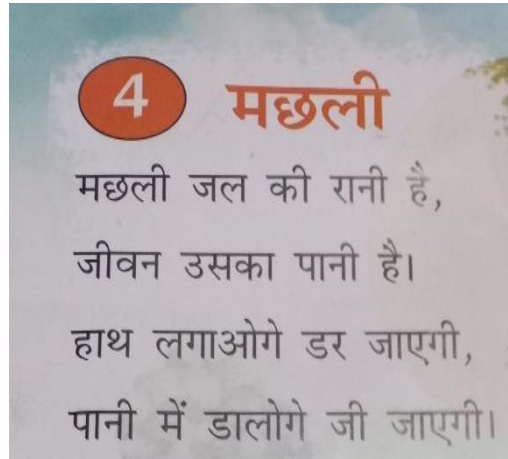 4 मछली
मछली जल की रानी है,
जीवन उसका पानी है।
हाथ लगाओगे डर जाएगी,
पानी में डालोगे जी जाएगी।